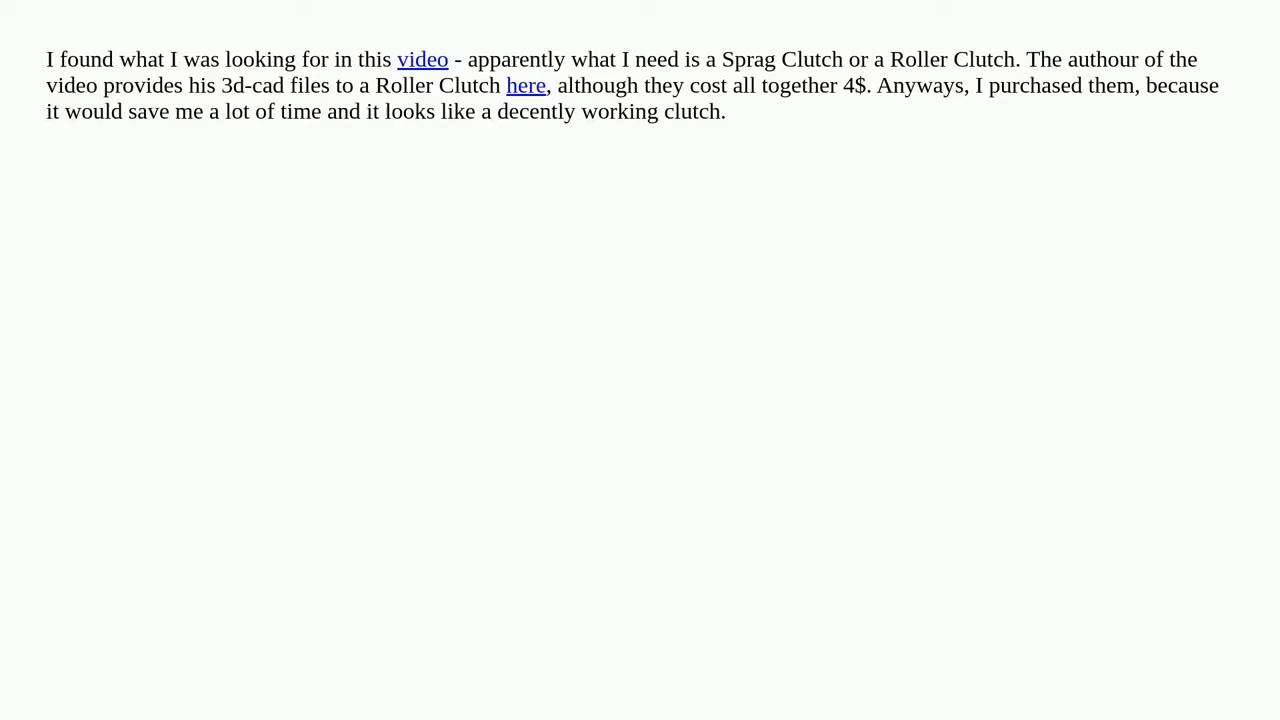 I found what I was looking for in this video - apparently what I need is a Sprag Clutch or a Roller Clutch. The authour of the
video provides his 3d-cad files to a Roller Clutch here, although they cost all together 4$. Anyways, I purchased them, because
it would save me a lot of time and it looks like a decently working clutch.